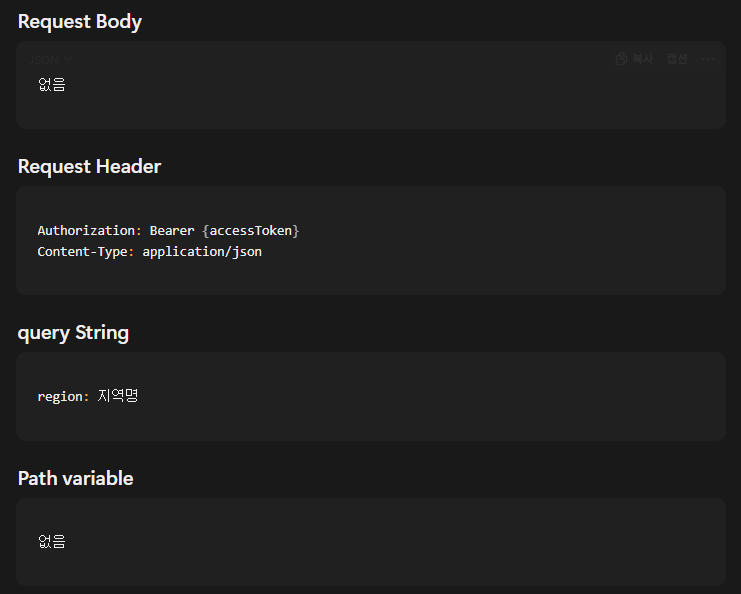 Request Body
JSON
복사 캡션 ...
없음
Request Header
Authorization: Bearer {accessToken}
Content-Type: application/json
query String
region: 지역명
Path variable
없음